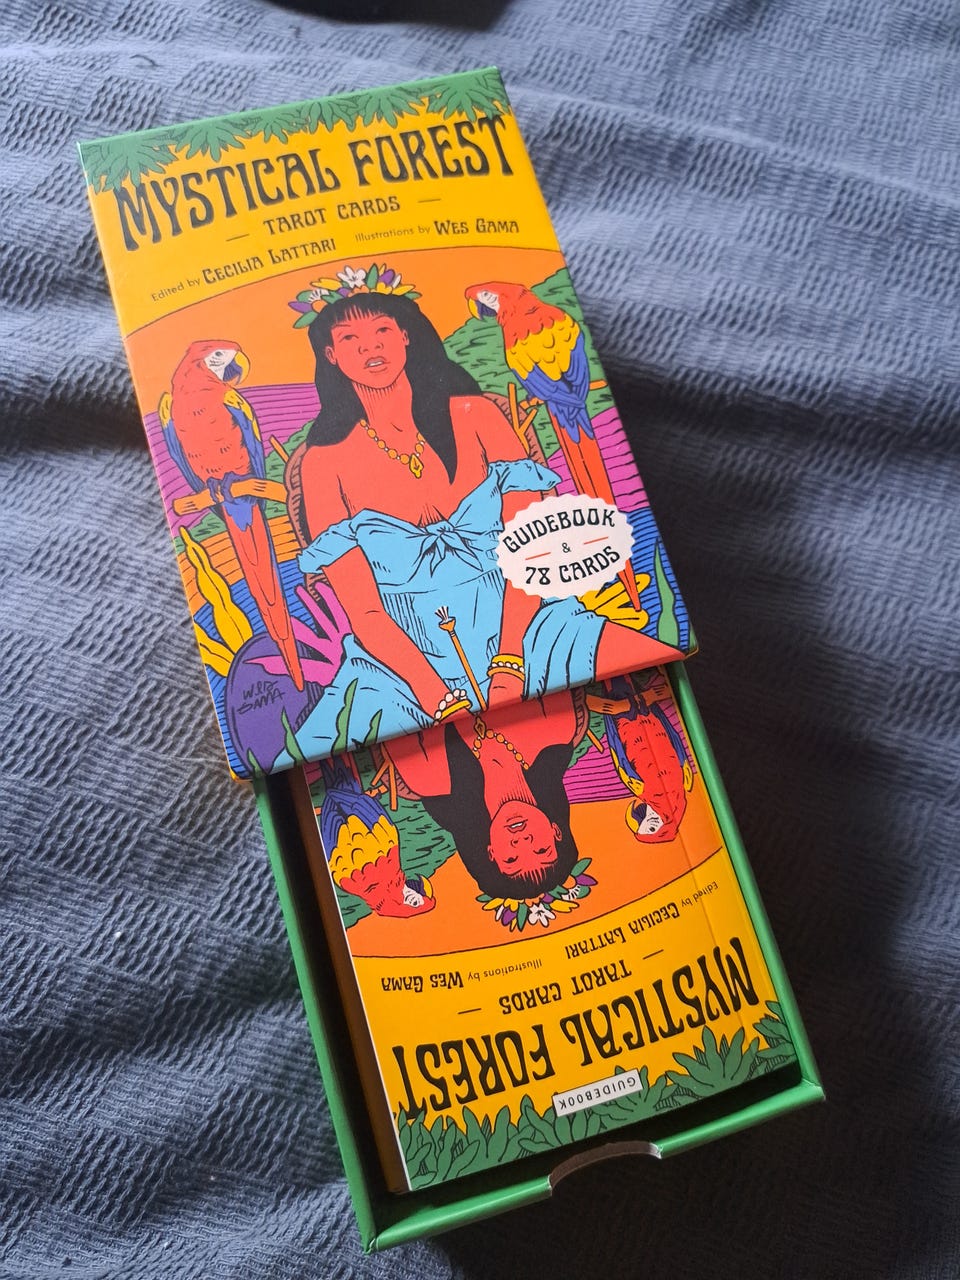 MYSTICAL FOREST
TAROT CARDS
Edited by CECILIA LATTARI Illustrations by WES GAMA
GUIDEBOOK
&
78 CARDS
WES
GAMA
MYSTICAL FOREST
TAROT CARDS
Edited by CECILIA LATTARI Illustrations by WES GAMA
GUIDEBOOK